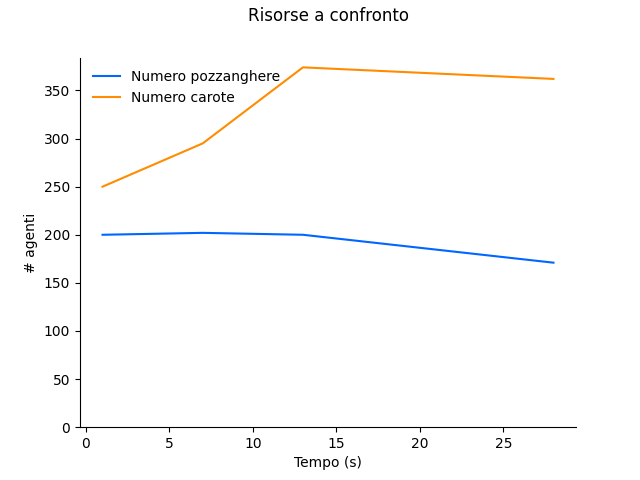 Risorse a confronto
Numero pozzanghere
Numero carote
350
300
250
200
150
100
50
0
# agenti
0 5 10 15 20 25
Tempo (s)